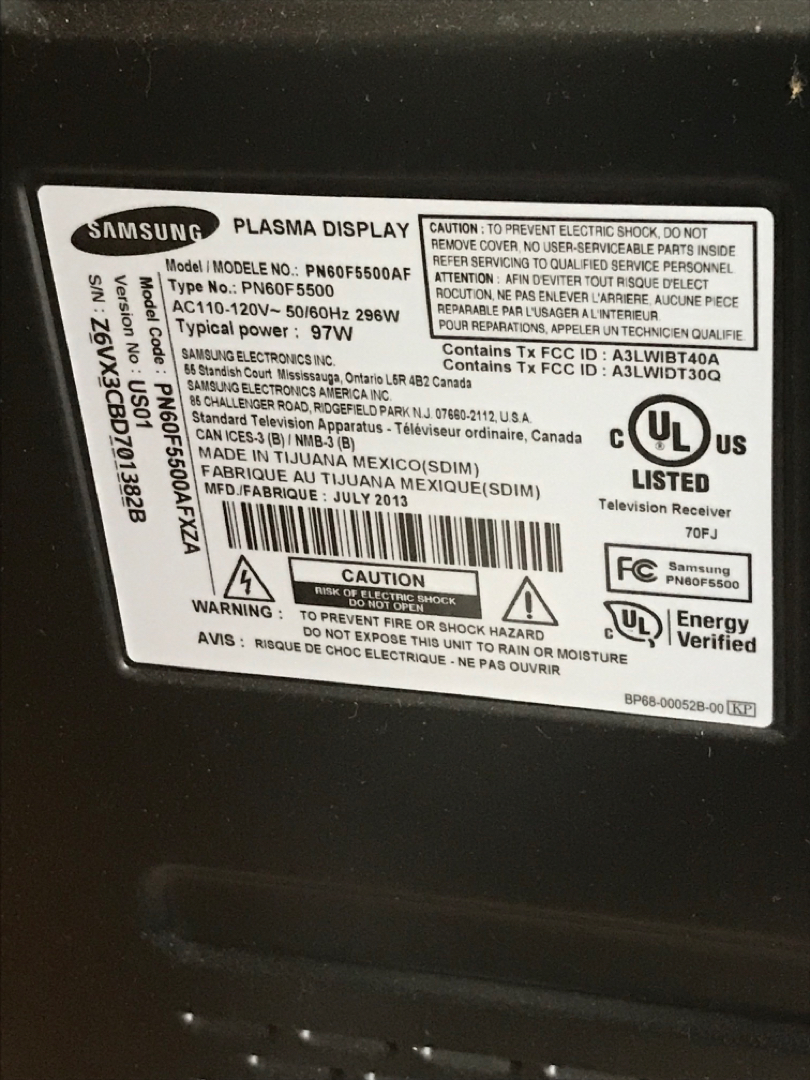 SAMSUNG
PLASMA DISPLAY
Model / MODELE NO.: PN60F5500AF
Type No.: PN60F5500
AC110-120V~ 50/60Hz 296W
Typical power : 97W
CAUTION : TO PREVENT ELECTRIC SHOCK, DO NOT
REMOVE COVER, NO USER-SERVICEABLE PARTS INSIDE
REFER SERVICING TO QUALIFIED SERVICE PERSONNEL
ATTENTION : AFIN D'EVITER TOUT RISQUE D'ELECT
ROCUTION, NE PAS ENLEVER L'ARRIERE, AUCUNE PIECE
REPARABLE PAR L'USAGER A L'INTERIEUR
POUR REPARATIONS, APPELER UN TECHNICIEN QUALIFIE.
Contains Tx FCC ID : A3LWIBT40A
Contains Tx FCC ID : A3LWIDT30Q
SAMSUNG ELECTRONICS INC.
55 Standish Court Mississauga, Ontario L5R 4B2 Canada
SAMSUNG ELECTRONICS AMERICA INC.
85 CHALLENGER ROAD, RIDGEFIELD PARK N.J. 07660-2112, U.S.A.
Standard Television Apparatus - Téléviseur ordinaire, Canada
CAN ICES-3 (B) / NMB-3 (B)
MADE IN TIJUANA MEXICO(SDIM)
FABRIQUE AU TIJUANA MEXIQUE(SDIM)
MFD./FABRIQUE : JULY 2013
Model Code : PN60F5500AFXZA
Version No : US01
S/N : Z6VX3CBD701382B
C UL ® US
LISTED
Television Receiver
70FJ
FC Samsung
PN60F5500
C UL Energy
Verified
CAUTION
RISK OF ELECTRIC SHOCK
DO NOT OPEN
WARNING : TO PREVENT FIRE OR SHOCK HAZARD
DO NOT EXPOSE THIS UNIT TO RAIN OR MOISTURE
AVIS : RISQUE DE CHOC ELECTRIQUE - NE PAS OUVRIR
BP68-00052B-00 KP